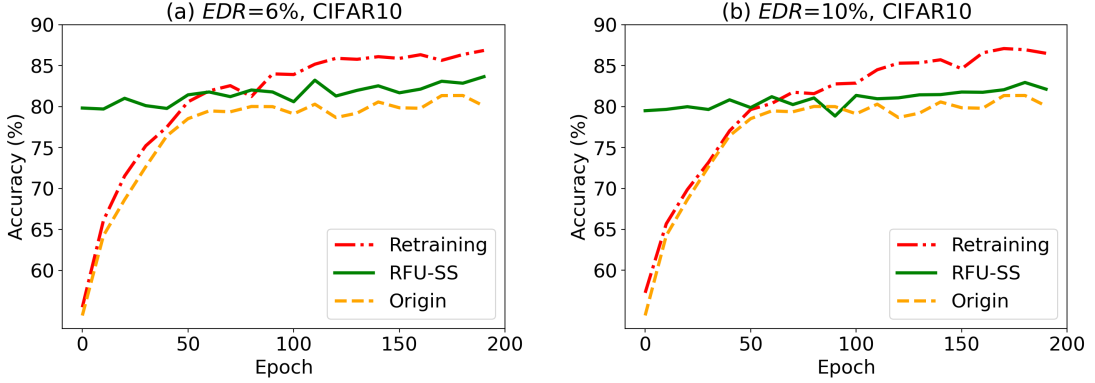 (a) EDR=6%, CIFAR10
Accuracy (%)
90
85
80
75
70
65
60
Retraining
RFU-SS
Origin
0 50 100 150 200
Epoch
(b) EDR=10%, CIFAR10
Accuracy (%)
90
85
80
75
70
65
60
Retraining
RFU-SS
Origin
0 50 100 150 200
Epoch